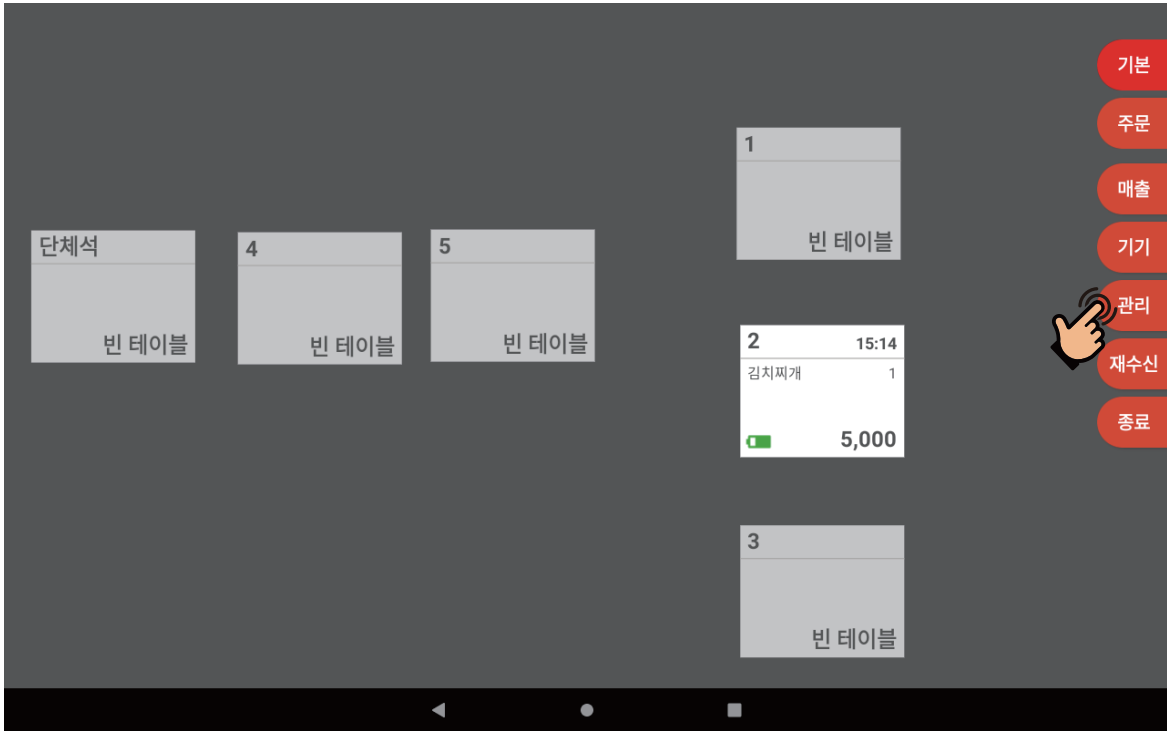 단체석
빈 테이블
4
빈 테이블
5
빈 테이블
1
빈 테이블
2 15:14
김치찌개 1
5,000
3
빈 테이블
기본
주문
매출
기기
관리
재수신
종료